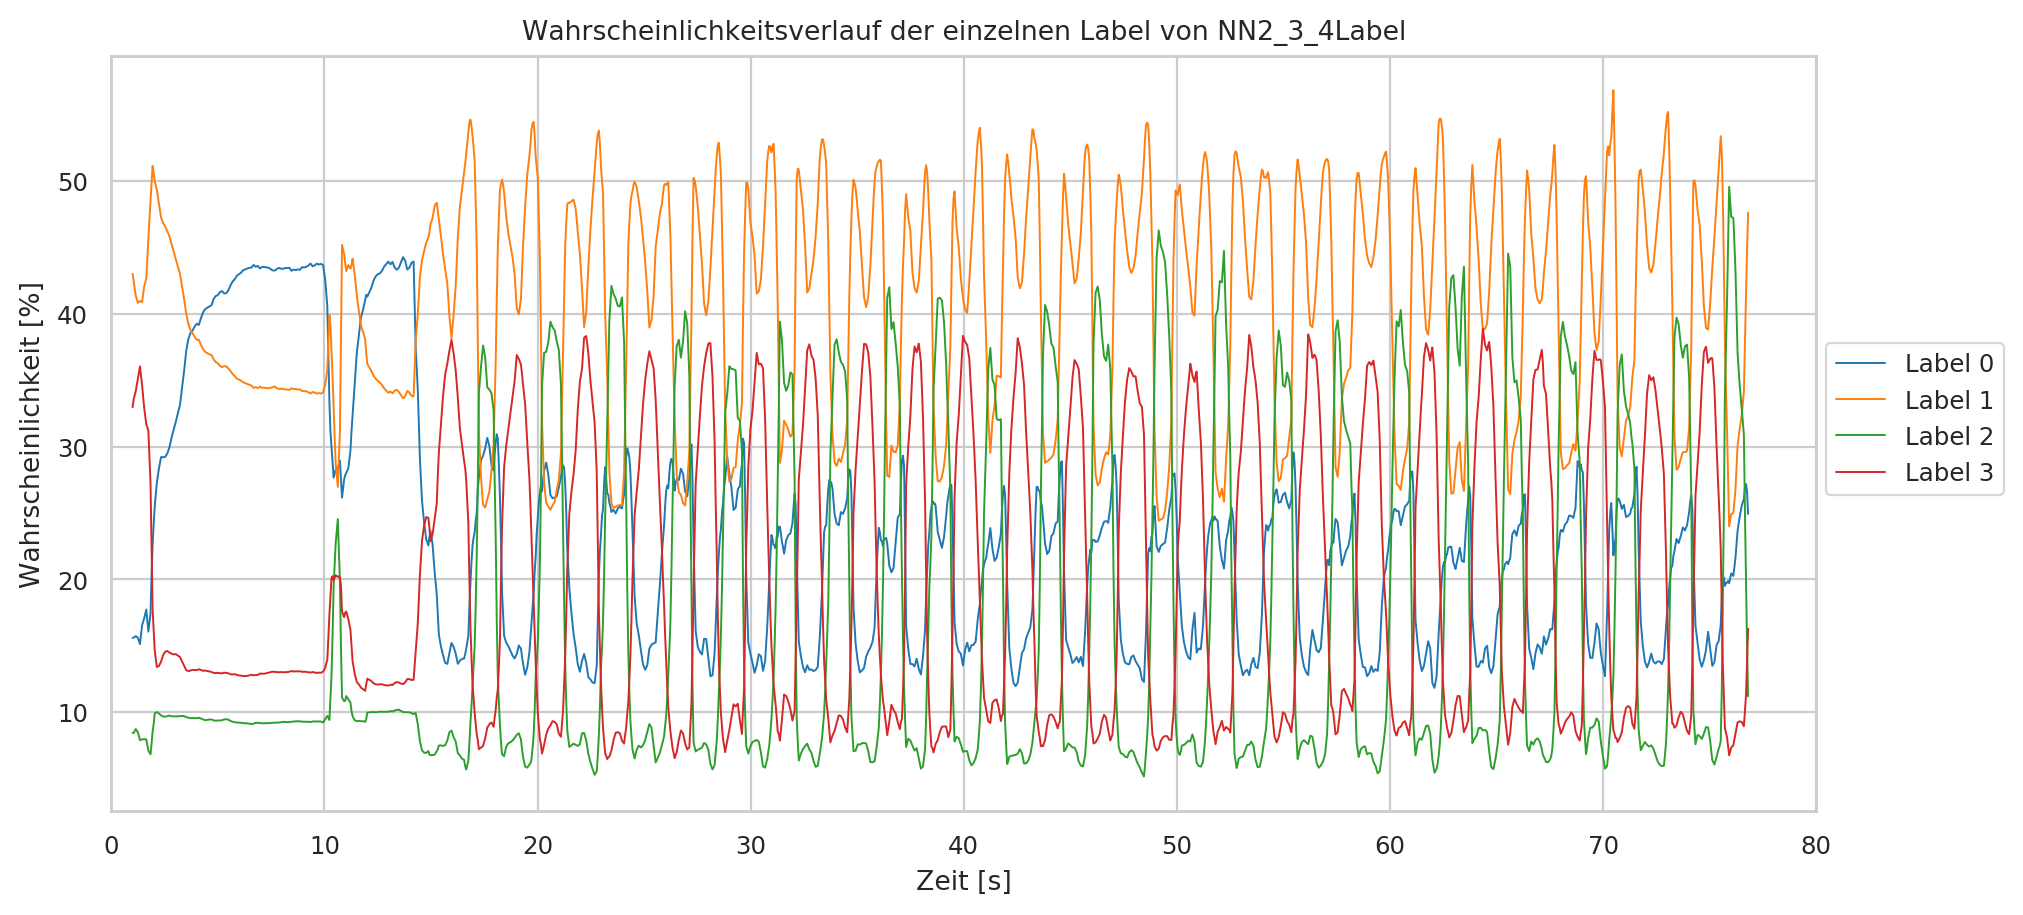 Wahrscheinlichkeitsverlauf der einzelnen Label von NN2_3_4Label
Wahrscheinlichkeit [%]
50
40
30
20
10
0 10 20 30 40 50 60 70 80
Zeit [s]
Label 0
Label 1
Label 2
Label 3